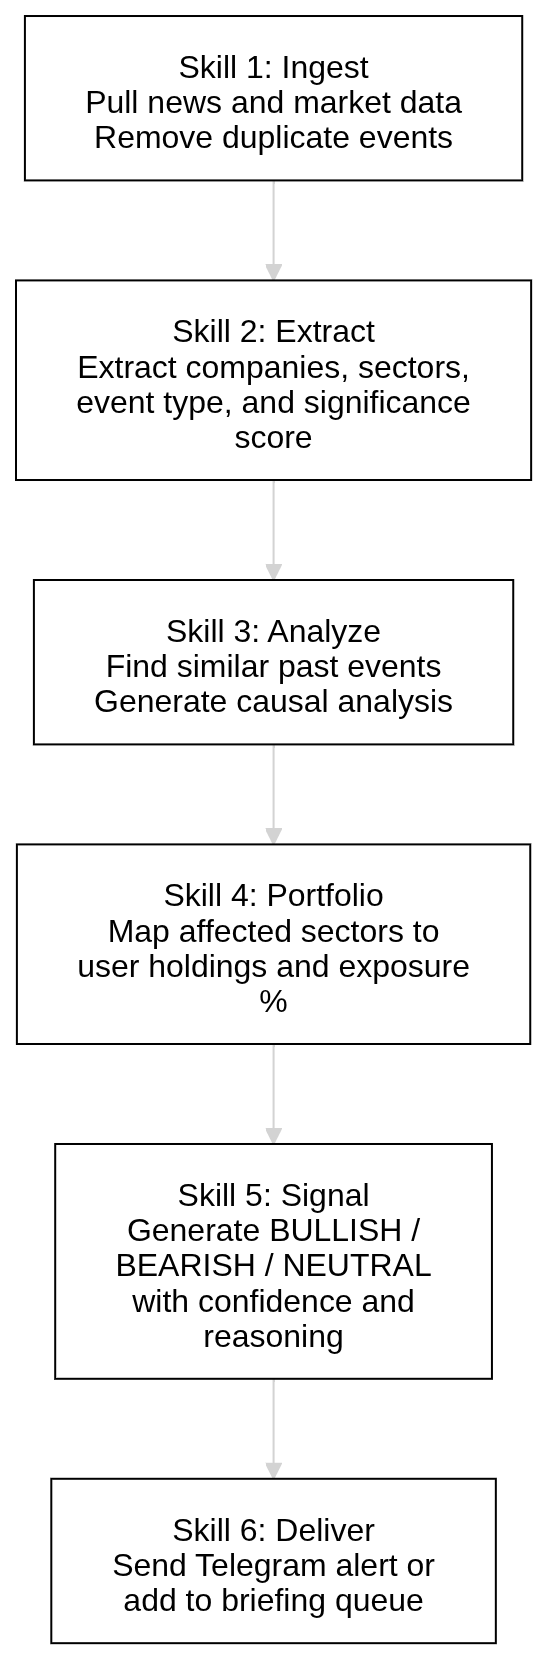 Skill 1: Ingest
Pull news and market data
Remove duplicate events
Skill 2: Extract
Extract companies, sectors,
event type, and significance
score
Skill 3: Analyze
Find similar past events
Generate causal analysis
Skill 4: Portfolio
Map affected sectors to
user holdings and exposure
%
Skill 5: Signal
Generate BULLISH /
BEARISH / NEUTRAL
with confidence and
reasoning
Skill 6: Deliver
Send Telegram alert or
add to briefing queue